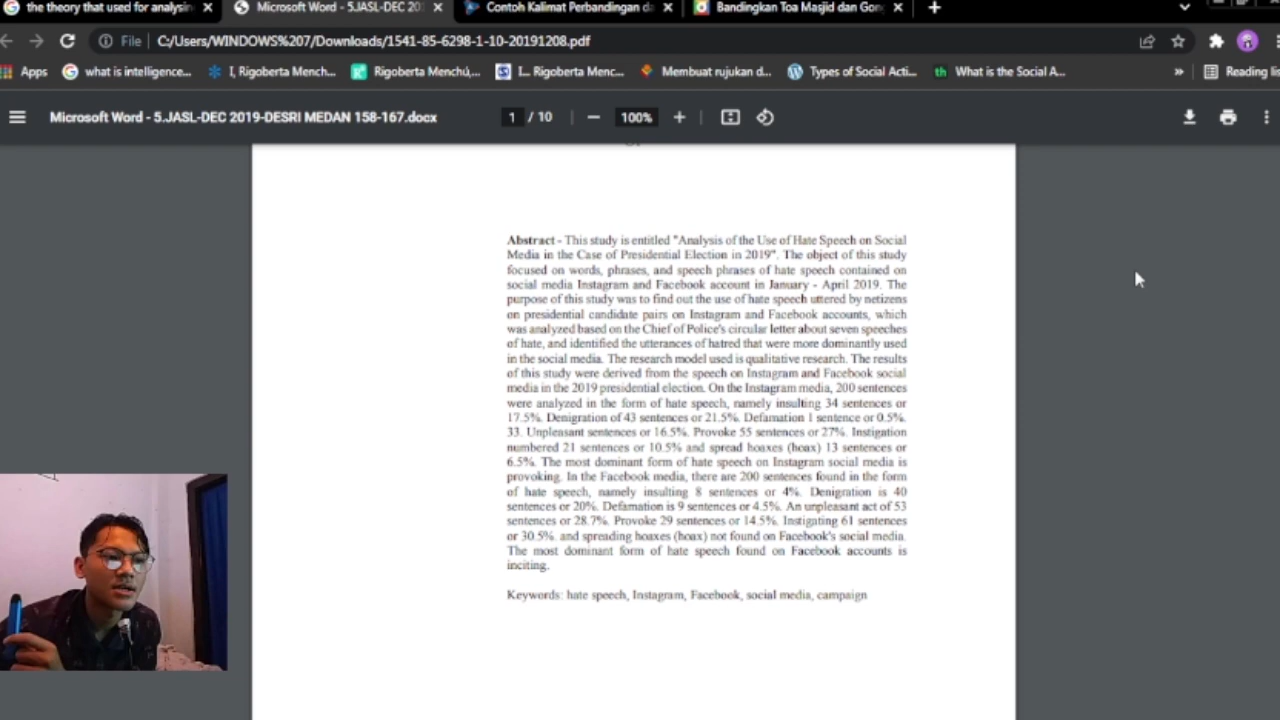 the theory that used for analysin
Microsoft Word - 5.JASL-DEC 20
Contoh Kalimat Perbandingan d
Bandingkan Toa Masjid dan Gon
File
C:/Users/WINDOWS%207/Downloads/1541-85-6298-1-10-20191208.pdf
Apps
what is intelligence...
I, Rigoberta Mench...
Rigoberta Menchú,...
I... Rigoberta Menc...
Membuat rujukan d...
Types of Social Acti...
What is the Social A...
Reading lis
Microsoft Word - 5.JASL-DEC 2019-DESRI MEDAN 158-167.docx
1 / 10
100%
Abstract - This study is entitled "Analysis of the Use of Hate Speech on Social
Media in the Case of Presidential Election in 2019". The object of this study
focused on words, phrases, and speech phrases of hate speech contained on
social media Instagram and Facebook account in January - April 2019. The
purpose of this study was to find out the use of hate speech uttered by netizens
on presidential candidate pairs on Instagram and Facebook accounts, which
was analyzed based on the Chief of Police's circular letter about seven speeches
of hate, and identified the utterances of hatred that were more dominantly used
in the social media. The research model used is qualitative research. The results
of this study were derived from the speech on Instagram and Facebook social
media in the 2019 presidential election. On the Instagram media, 200 sentences
were analyzed in the form of hate speech, namely insulting 34 sentences or
17.5%. Denigration of 43 sentences or 21.5%. Defamation 1 sentence or 0.5%.
33. Unpleasant sentences or 16.5%. Provoke 55 sentences or 27%. Instigation
numbered 21 sentences or 10.5% and spread hoaxes (hoax) 13 sentences or
6.5%. The most dominant form of hate speech on Instagram social media is
provoking. In the Facebook media, there are 200 sentences found in the form
of hate speech, namely insulting 8 sentences or 4%. Denigration is 40
sentences or 20%. Defamation is 9 sentences or 4.5%. An unpleasant act of 53
sentences or 28.7%. Provoke 29 sentences or 14.5%. Instigating 61 sentences
or 30.5%. and spreading hoaxes (hoax) not found on Facebook's social media.
The most dominant form of hate speech found on Facebook accounts is
inciting.
Keywords: hate speech, Instagram, Facebook, social media, campaign